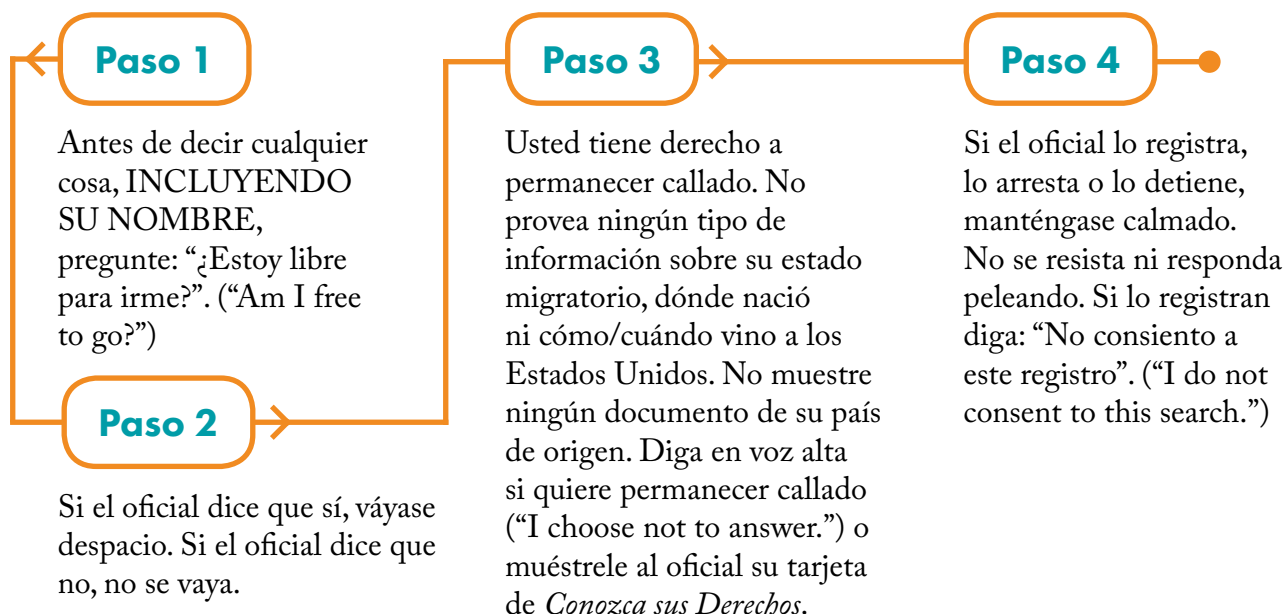 Paso 1
Antes de decir cualquier
cosa, INCLUYENDO
SU NOMBRE,
pregunte: “¿Estoy libre
para irme?”. (“Am I free
to go?”)
Paso 2
Si el oficial dice que sí, váyase
despacio. Si el oficial dice que
no, no se vaya.
Paso 3
Usted tiene derecho a
permanecer callado. No
provea ningún tipo de
información sobre su estado
migratorio, dónde nació
ni cómo/cuándo vino a los
Estados Unidos. No muestre
ningún documento de su país
de origen. Diga en voz alta
si quiere permanecer callado
(“I choose not to answer.”) o
muéstrele al oficial su tarjeta
de Conozca sus Derechos.
Paso 4
Si el oficial lo registra,
lo arresta o lo detiene,
manténgase calmado.
No se resista ni responda
peleando. Si lo registran
diga: “No consiento a
este registro”. (“I do not
consent to this search.”)